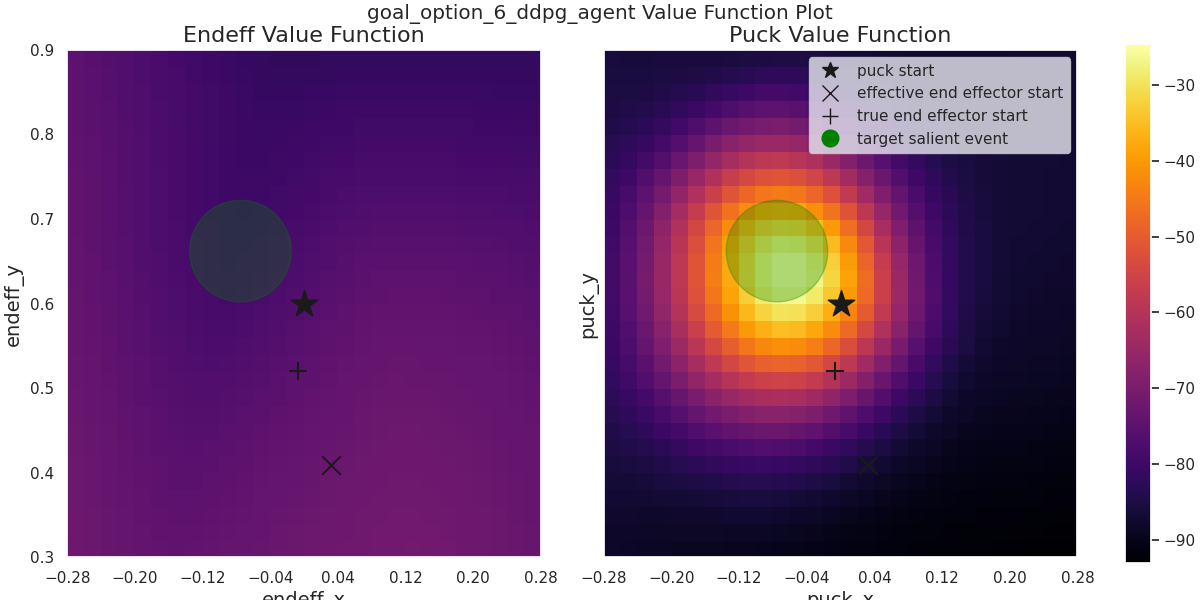 goal_option_6_ddpg_agent Value Function Plot
Endeff Value Function
Puck Value Function
0.9
0.8
0.7
0.6
0.5
0.4
0.3
endeff_y
−0.28 −0.20 −0.12 −0.04 0.04 0.12 0.20 0.28
endeff_x
puck_y
puck start
effective end effector start
true end effector start
target salient event
−0.28 −0.20 −0.12 −0.04 0.04 0.12 0.20 0.28
puck_x
−30
−40
−50
−60
−70
−80
−90